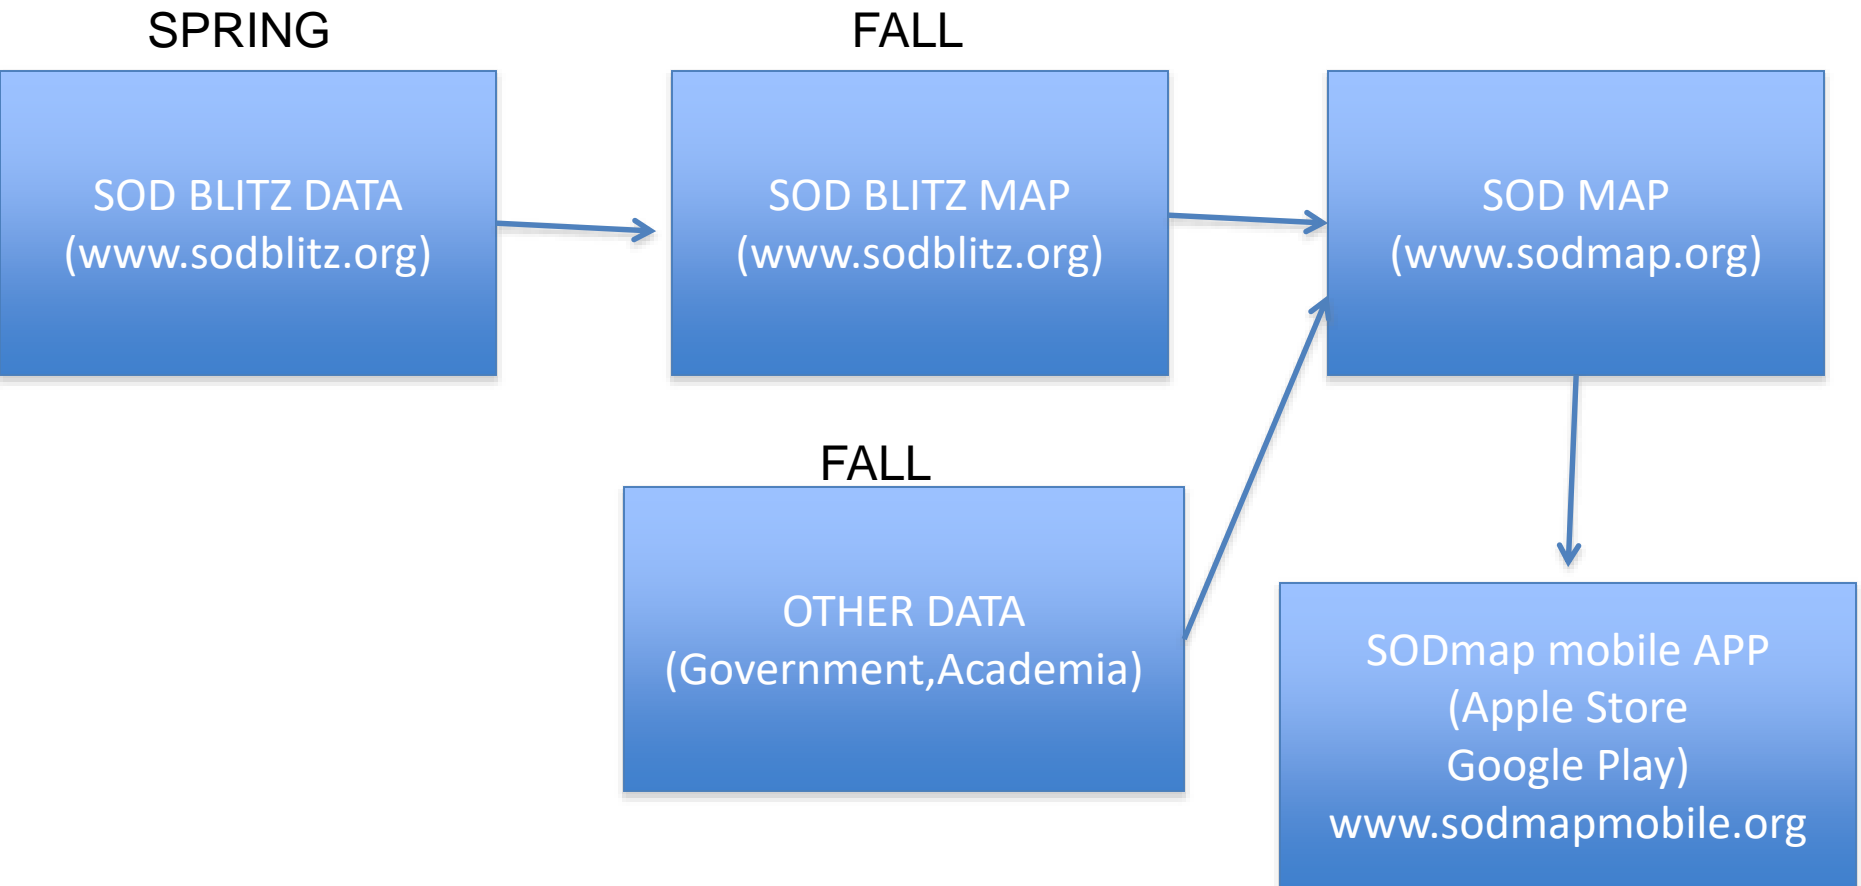 SPRING
FALL
SOD BLITZ DATA
(www.sodblitz.org)
SOD BLITZ MAP
(www.sodblitz.org)
SOD MAP
(www.sodmap.org)
FALL
OTHER DATA
(Government,Academia)
SODmap mobile APP
(Apple Store
Google Play)
www.sodmapmobile.org